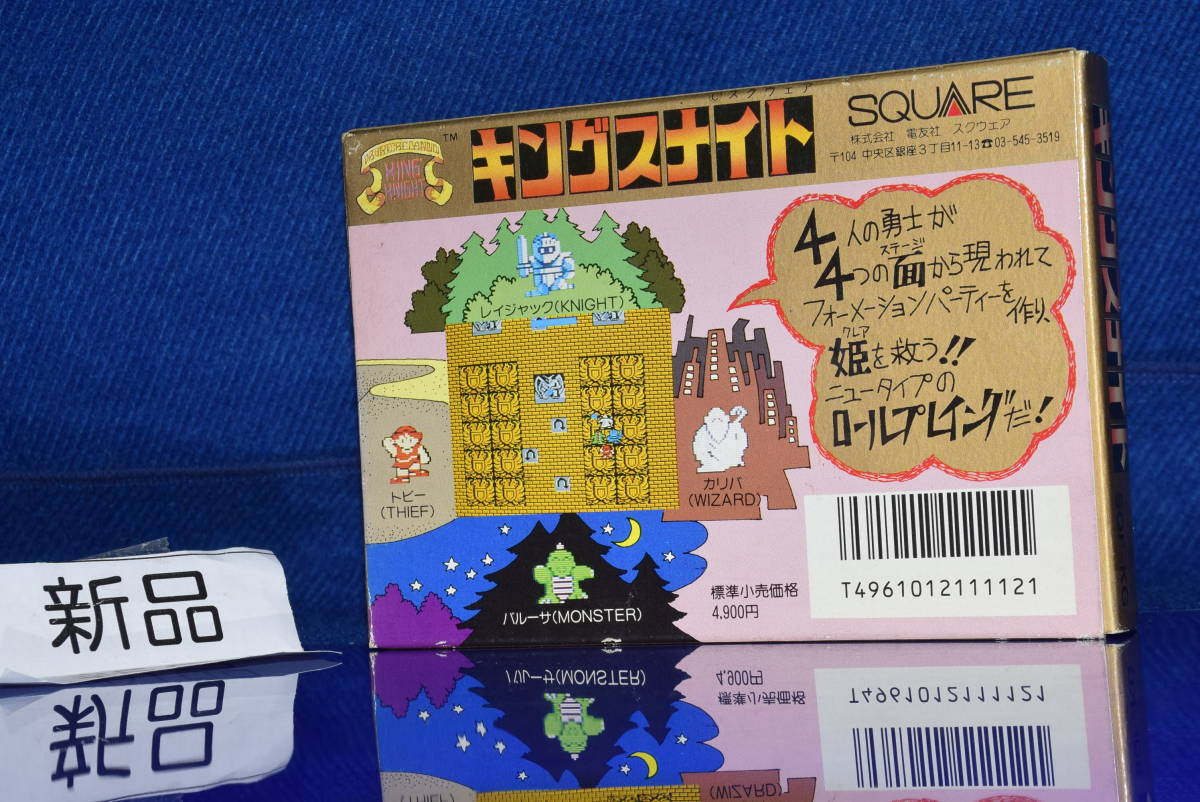 SQUARE
株式会社 電友社 スクウェア
〒104 中央区銀座3丁目11-13☎03-545-3519
©スクウェア
KING KNIGHT
TM
キングスナイト
4人の勇士が
ステージ
4つの面から現われて
フォーメーションパーティーを作り、
クレア
姫を救う!!
ニュータイプの
ロールプレイングだ!
レイジャック(KNIGHT)
トビー
(THIEF)
カリバ
(WIZARD)
バルーサ(MONSTER)
標準小売価格
4,900円
T4961012111121
新品